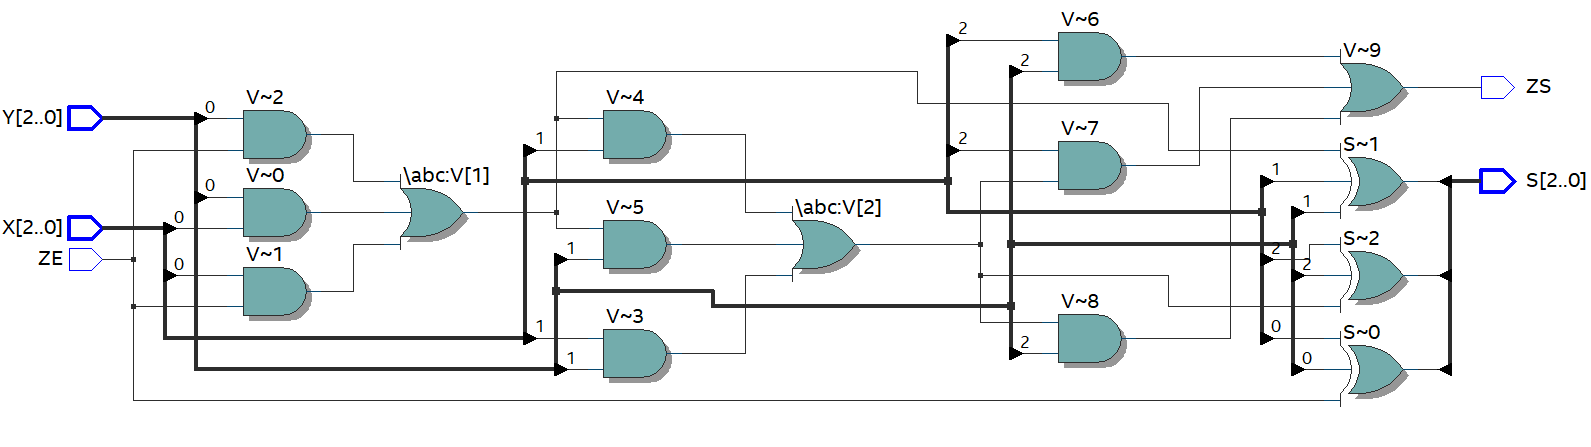 V~6
2
V~9
2
ZS
V~2
V~4
Y[2..0]
0
V~7
2
S~1
1
\abc:V[1]
V~0
1
S[2..0]
0
V~5
\abc:V[2]
1
X[2..0]
0
S~2
ZE
V~1
1
2
0
2
V~8
V~3
1
0
S~0
2
1
0